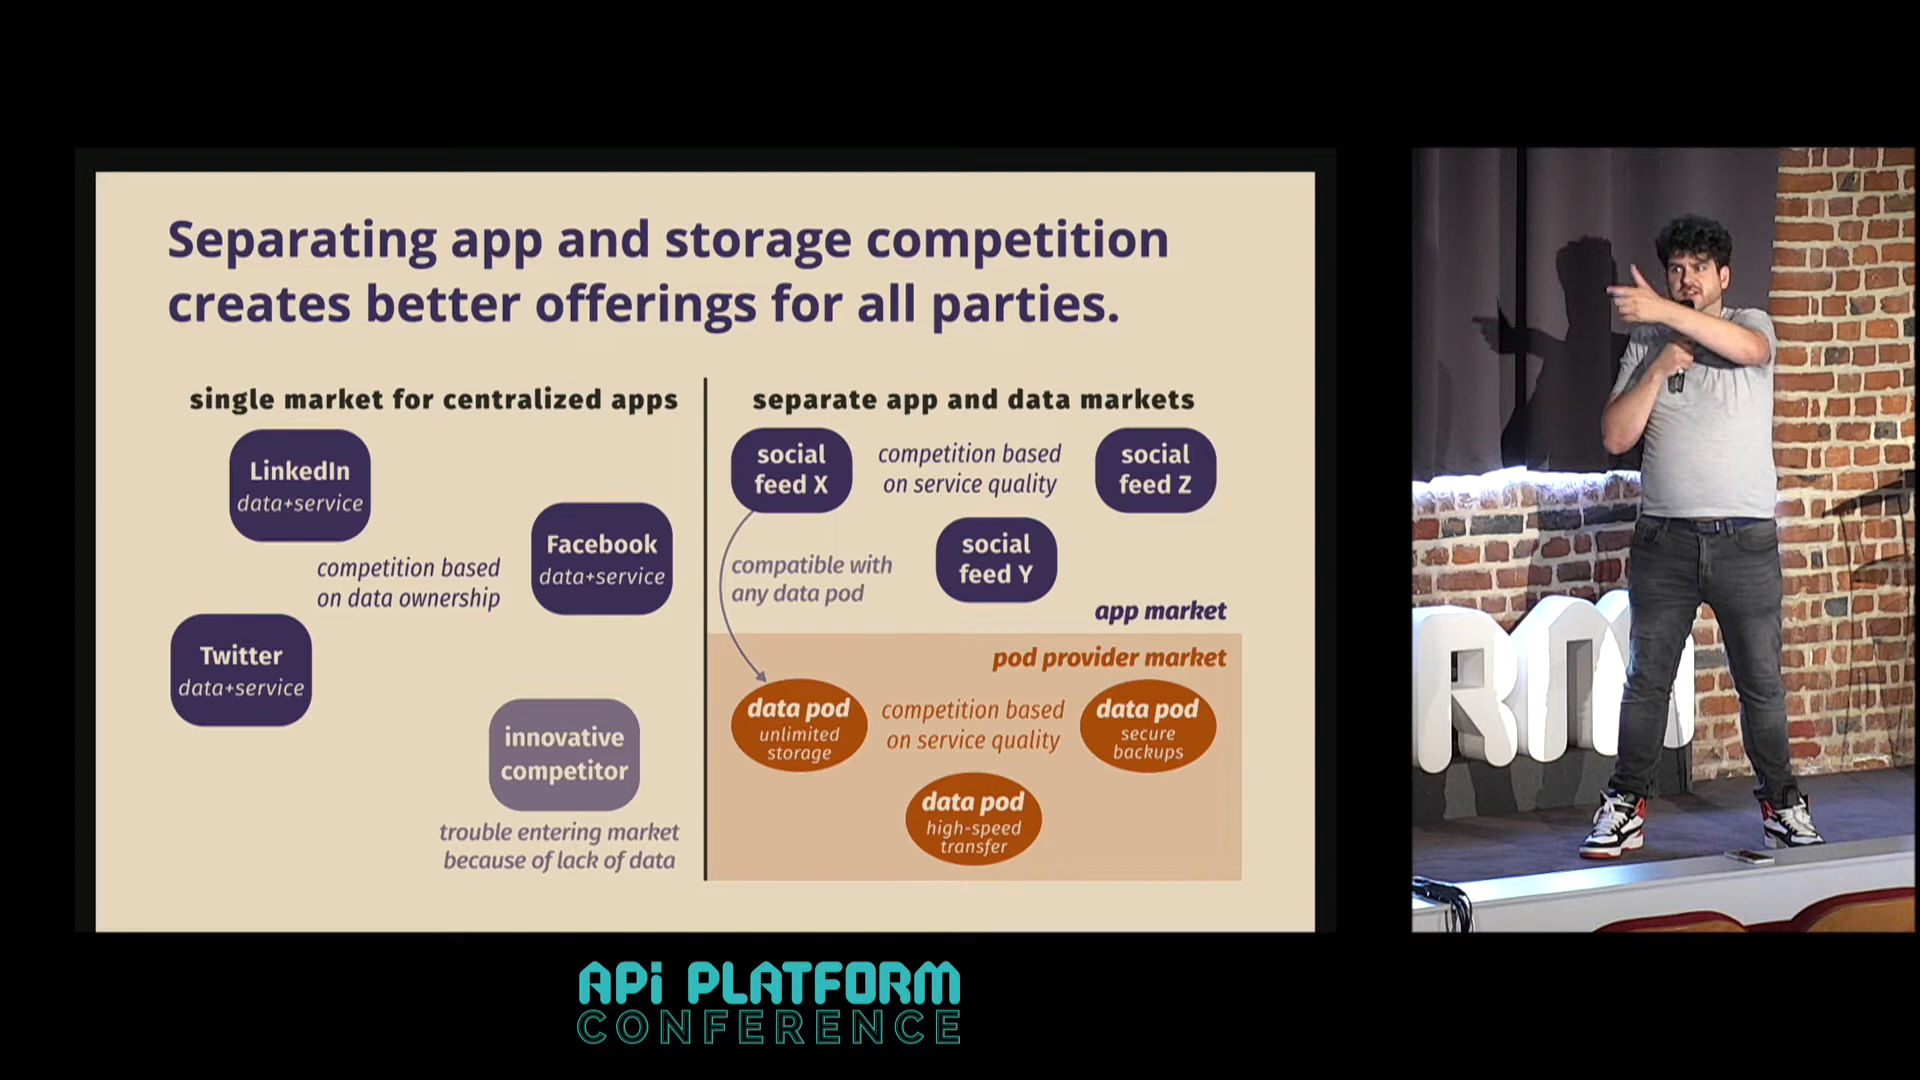 Separating app and storage competition
creates better offerings for all parties.
single market for centralized apps
LinkedIn
data+service
Facebook
data+service
competition based
on data ownership
Twitter
data+service
innovative
competitor
trouble entering market
because of lack of data
separate app and data markets
social
feed X
competition based
on service quality
social
feed Z
compatible with
any data pod
social
feed Y
app market
pod provider market
data pod
unlimited
storage
competition based
on service quality
data pod
secure
backups
data pod
high-speed
transfer
RM
API PLATFORM
CONFERENCE